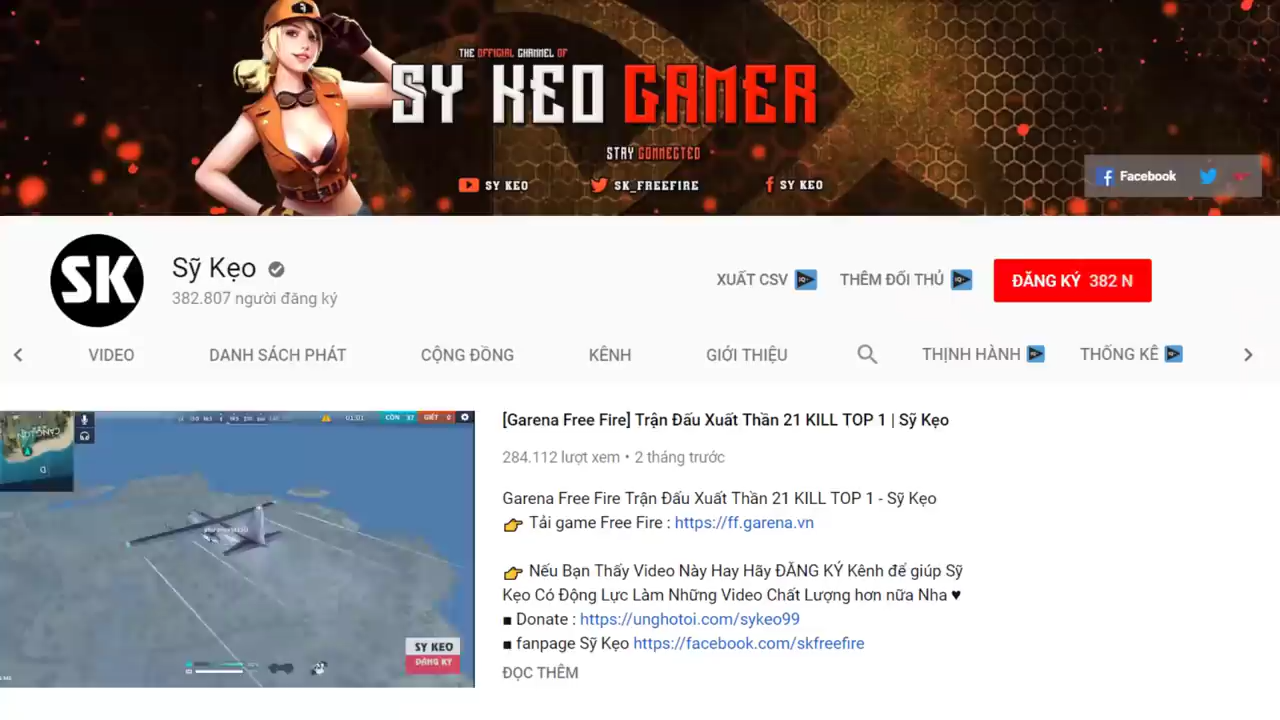 THE OFFICIAL CHANNEL OF
SY KEO GAMER
STAY CONNECTED
SY KEO
SK_FREEFIRE
SY KEO
Facebook
SK
Sỹ Kẹo
382.807 người đăng ký
XUẤT CSV
THÊM ĐỐI THỦ
ĐĂNG KÝ 382 N
VIDEO
DANH SÁCH PHÁT
CỘNG ĐỒNG
KÊNH
GIỚI THIỆU
THỊNH HÀNH
THỐNG KÊ
CÒN 37
GIẾT 0
01:01
SY KEO
ĐĂNG KÝ
[Garena Free Fire] Trận Đấu Xuất Thần 21 KILL TOP 1 | Sỹ Kẹo
284.112 lượt xem • 2 tháng trước
Garena Free Fire Trận Đấu Xuất Thần 21 KILL TOP 1 - Sỹ Kẹo
👉 Tải game Free Fire : https://ff.garena.vn
👉 Nếu Bạn Thấy Video Này Hay Hãy ĐĂNG KÝ Kênh để giúp Sỹ
Kẹo Có Động Lực Làm Những Video Chất Lượng hơn nữa Nha ♥
■ Donate : https://unghotoi.com/sykeo99
■ fanpage Sỹ Kẹo https://facebook.com/skfreefire
ĐỌC THÊM